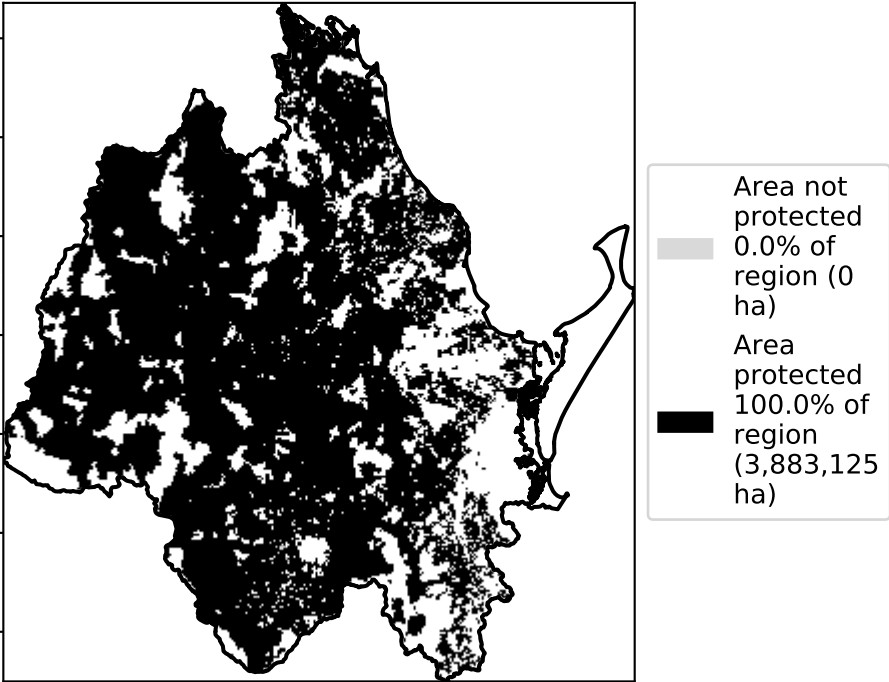 Area not
protected
0.0% of
region (0
ha)
Area
protected
100.0% of
region
(3,883,125
ha)